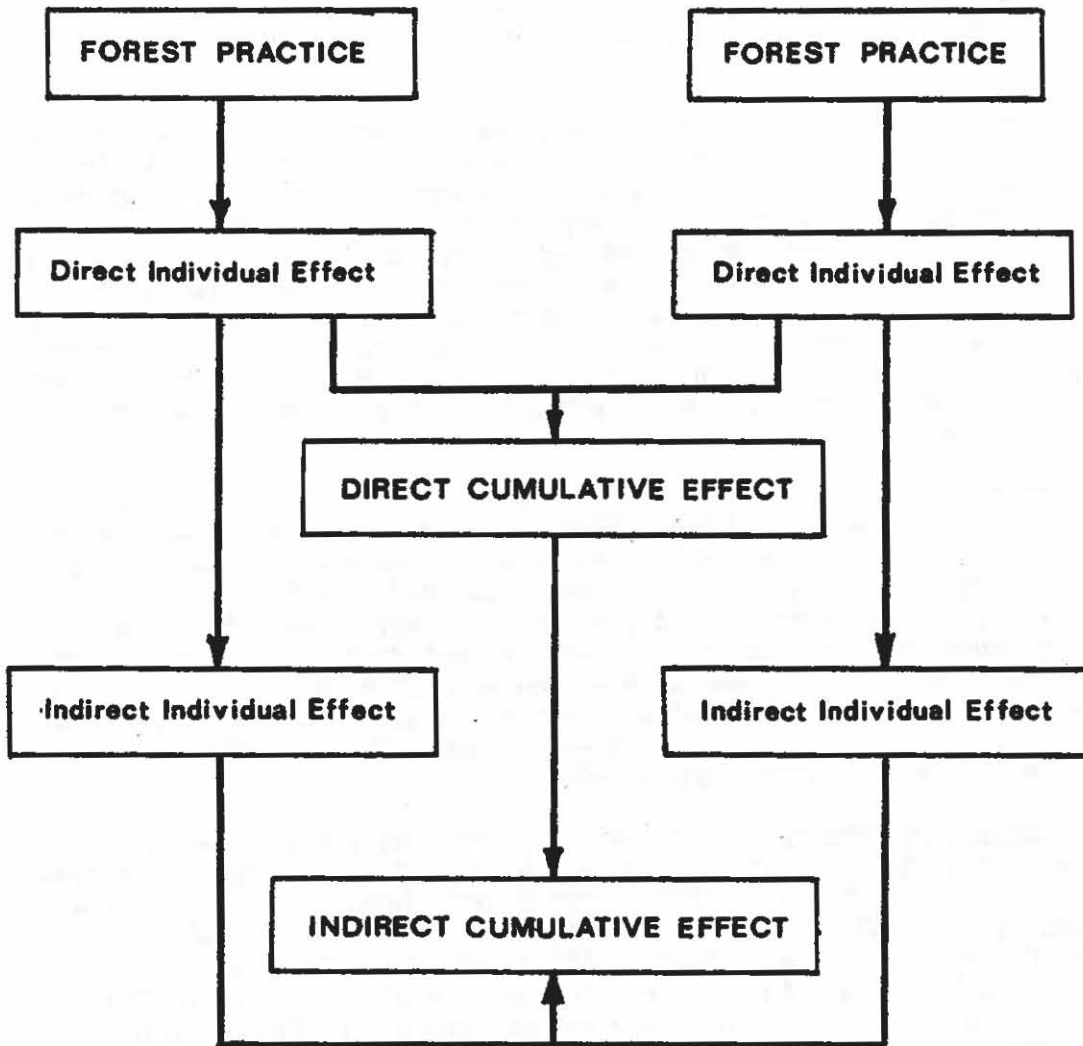 FOREST PRACTICE
FOREST PRACTICE
Direct Individual Effect
Direct Individual Effect
DIRECT CUMULATIVE EFFECT
Indirect Individual Effect
Indirect Individual Effect
INDIRECT CUMULATIVE EFFECT